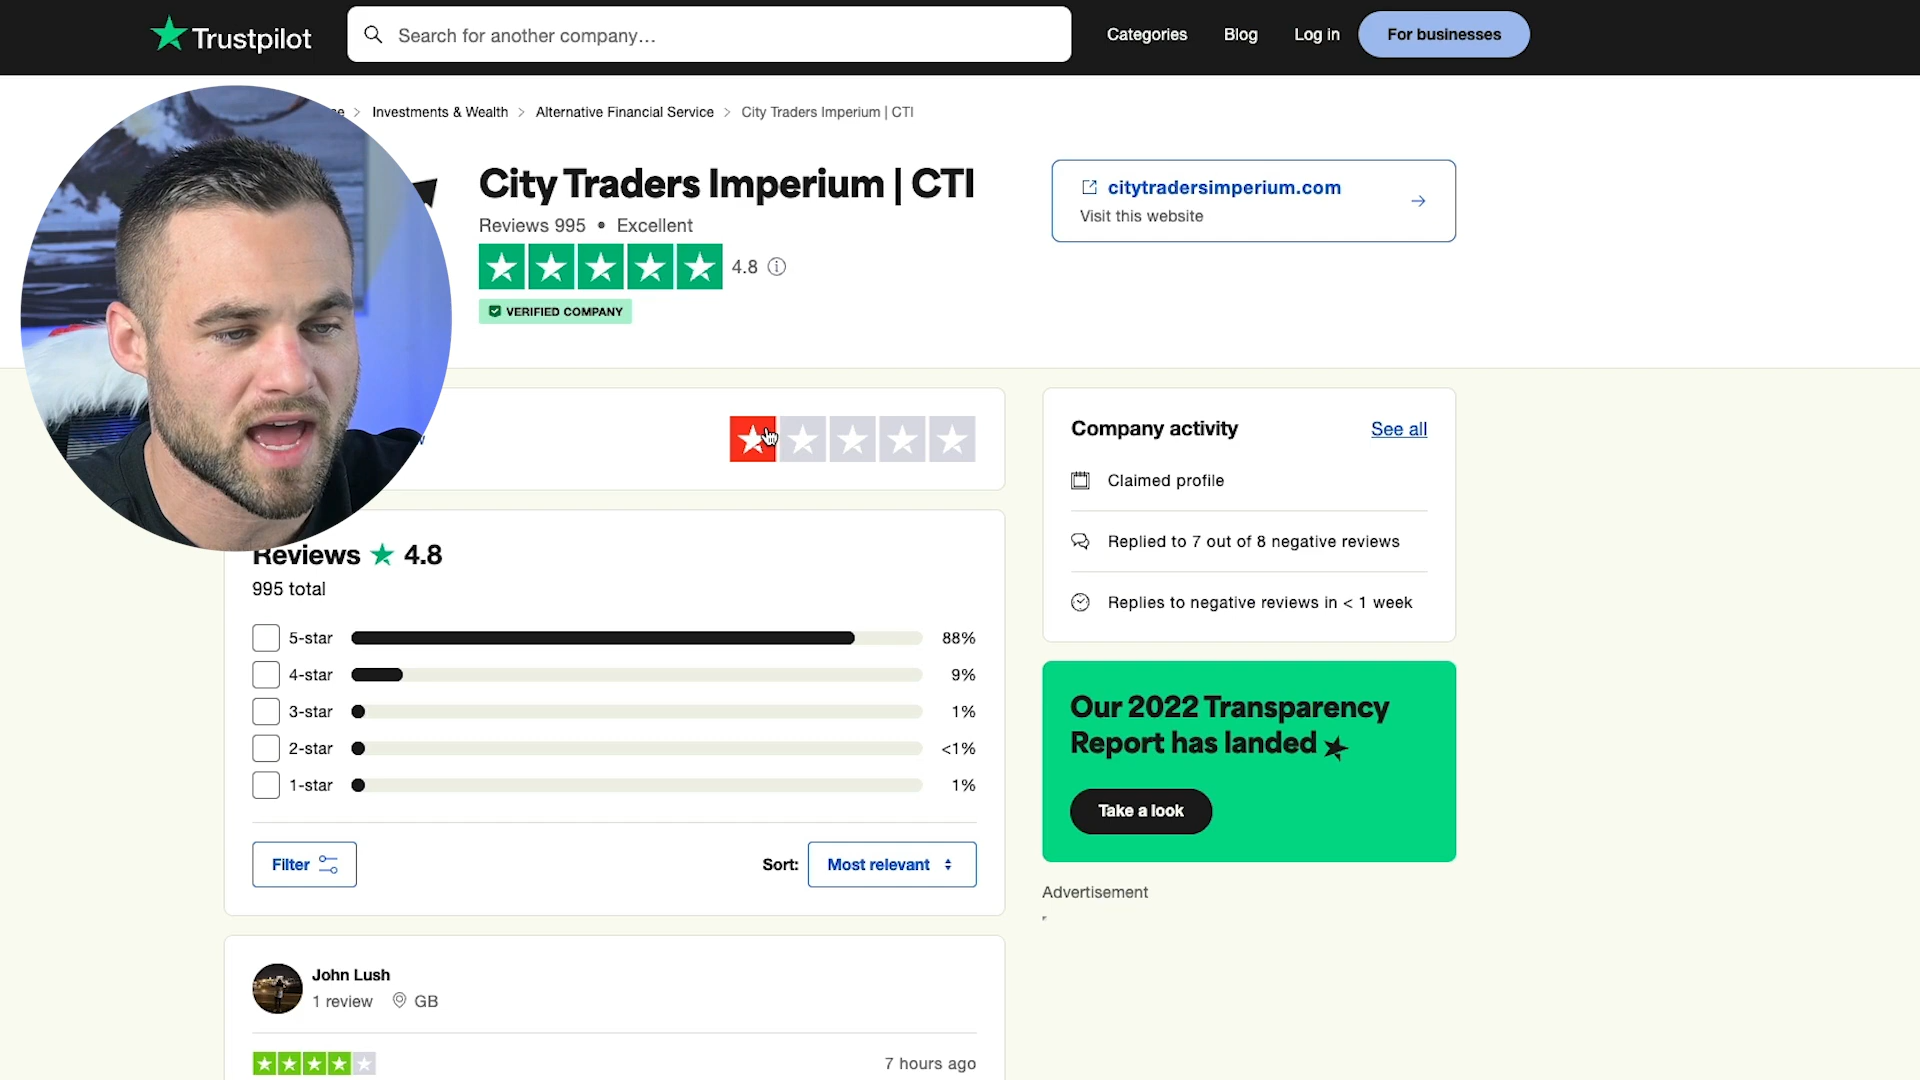 Trustpilot
Search for another company…
Categories
Blog
Log in
For businesses
Investments & Wealth > Alternative Financial Service > City Traders Imperium | CTI
City Traders Imperium | CTI
Reviews 995 • Excellent
4.8
VERIFIED COMPANY
citytradersimperium.com
Visit this website
Company activity
See all
Claimed profile
Replied to 7 out of 8 negative reviews
Replies to negative reviews in < 1 week
Reviews 4.8
995 total
5-star 88%
4-star 9%
3-star 1%
2-star <1%
1-star 1%
Filter
Sort: Most relevant
Our 2022 Transparency
Report has landed
Take a look
Advertisement
John Lush
1 review GB
7 hours ago